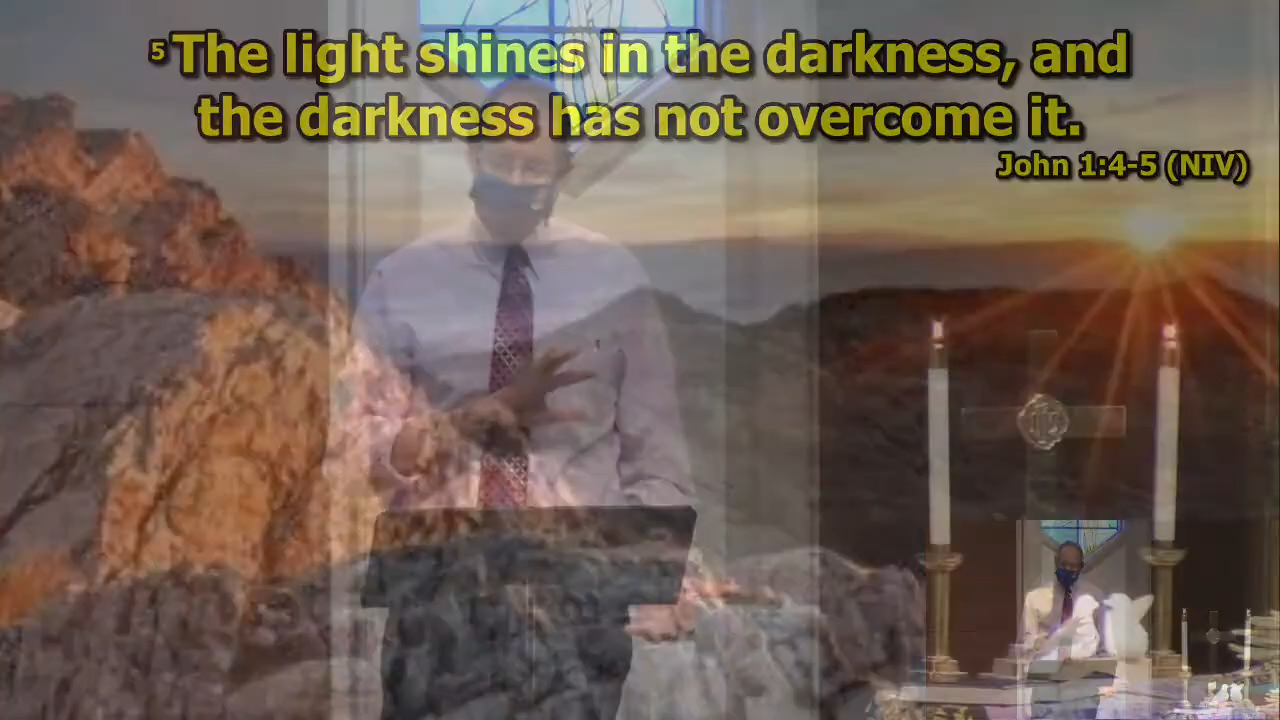 5 The light shines in the darkness, and
the darkness has not overcome it.
John 1:4-5 (NIV)